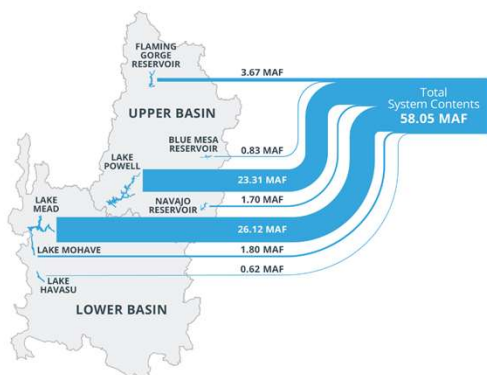 FLAMING
GORGE
RESERVOIR
3.67 MAF
Total
System Contents
58.05 MAF
UPPER BASIN
BLUE MESA
RESERVOIR
0.83 MAF
LAKE
POWELL
23.31 MAF
NAVAJO
RESERVOIR
1.70 MAF
LAKE
MEAD
26.12 MAF
LAKE MOHAVE
1.80 MAF
0.62 MAF
LAKE
HAVASU
LOWER BASIN